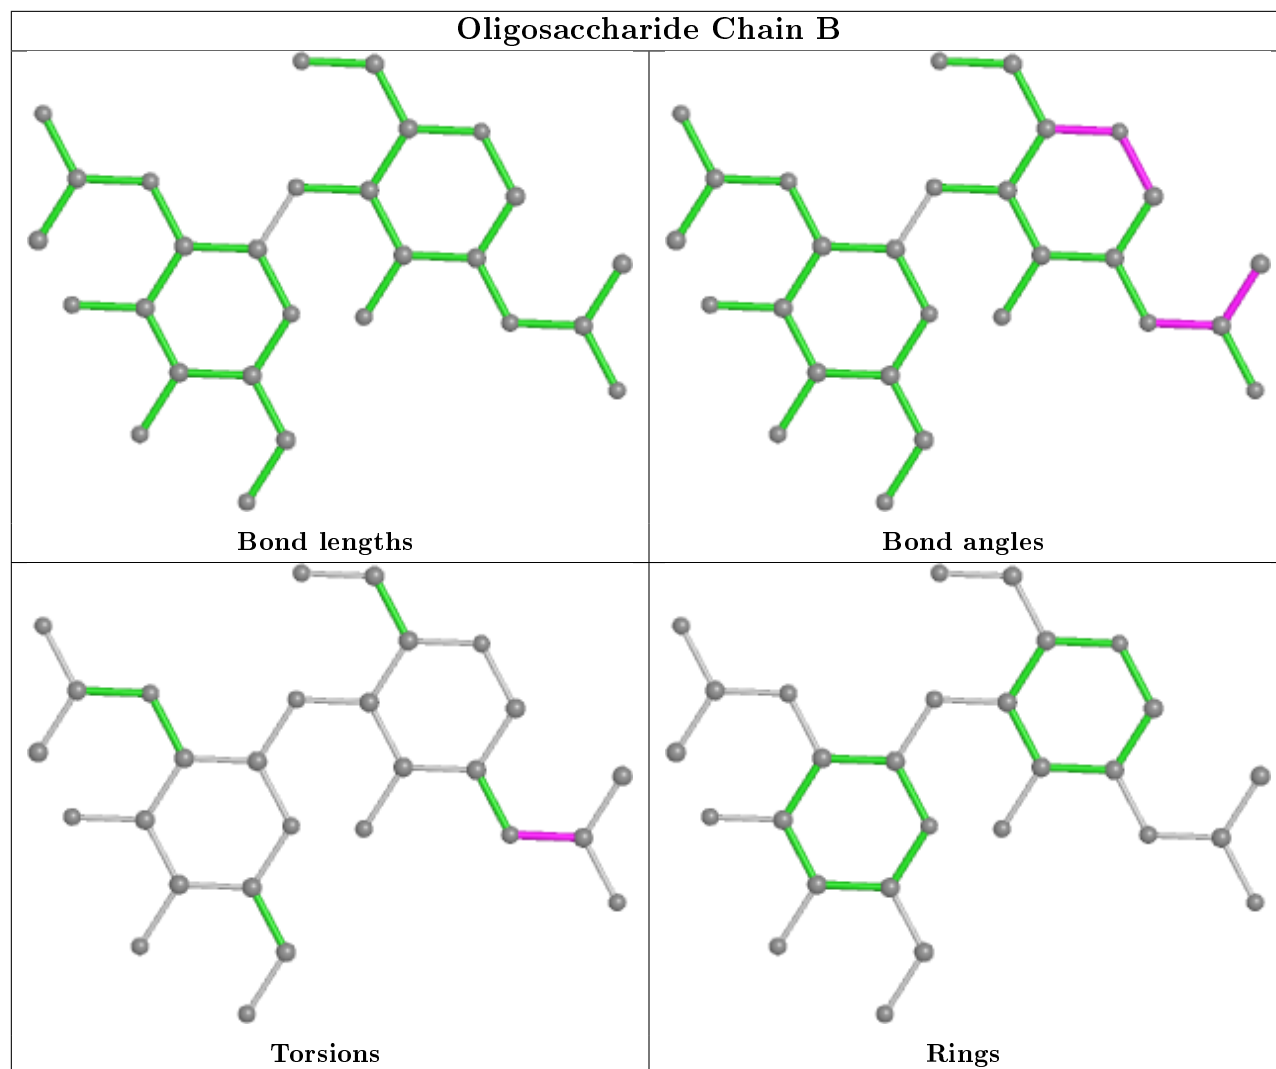 Oligosaccharide Chain B
Bond lengths
Bond angles
Torsions
Rings